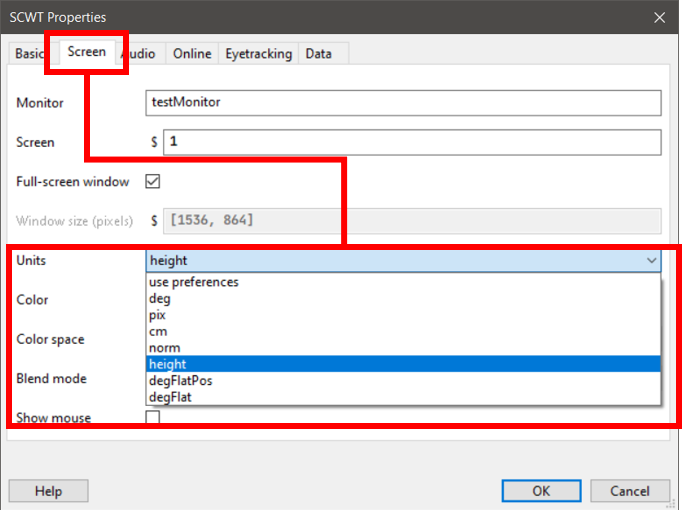 SCWT Properties
Basic Screen Audio Online Eyetracking Data
Monitor testMonitor
Screen $ 1
Full-screen window
Window size (pixels) $ [1536, 864]
Units height
use preferences
Color deg
pix
Color space cm
norm
height
Blend mode degFlatPos
degFlat
Show mouse
Help OK Cancel